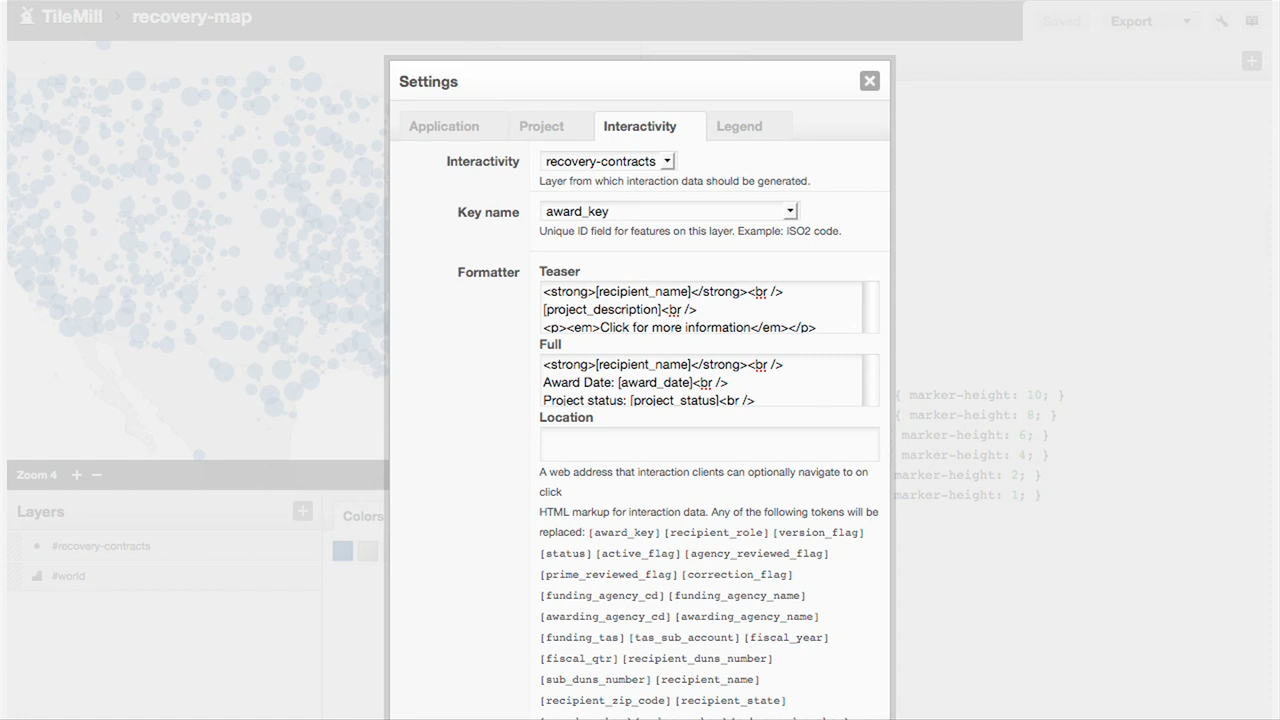 TileMill > recovery-map
Saved Export
Settings
Application Project Interactivity Legend
Interactivity recovery-contracts
Layer from which interaction data should be generated.
Key name award_key
Unique ID field for features on this layer. Example: ISO2 code.
Formatter Teaser
<strong>[recipient_name]</strong><br />
[project_description]<br />
<p><em>Click for more information</em></p>
Full
<strong>[recipient_name]</strong><br />
Award Date: [award_date]<br />
Project status: [project_status]<br />
Location
A web address that interaction clients can optionally navigate to on
click
HTML markup for interaction data. Any of the following tokens will be
replaced: [award_key] [recipient_role] [version_flag]
[status] [active_flag] [agency_reviewed_flag]
[prime_reviewed_flag] [correction_flag]
[funding_agency_cd] [funding_agency_name]
[awarding_agency_cd] [awarding_agency_name]
[funding_tas] [tas_sub_account] [fiscal_year]
[fiscal_qtr] [recipient_duns_number]
[sub_duns_number] [recipient_name]
[recipient_zip_code] [recipient_state]
{ marker-height: 10; }
{ marker-height: 8; }
marker-height: 6; }
marker-height: 4; }
marker-height: 2; }
marker-height: 1; }
Zoom 4 + −
Layers
Colors
#recovery-contracts
#world